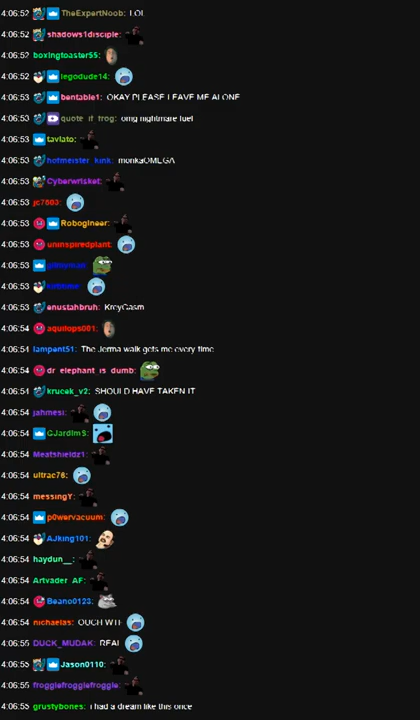 4:06:52 TheExpertNoob: LOL
4:06:52 shadows1disciple:
4:06:52 boxingtoaster55:
4:06:52 legodude14:
4:06:53 bentable1: OKAY PLEASE LEAVE ME ALONE
4:06:53 quote_if_frog: omg nightmare fuel
4:06:53 tavlato:
4:06:53 hofmeister_kink: monkaOMEGA
4:06:53 Cyberwrisket:
4:06:53 jc7603:
4:06:53 Robogineer:
4:06:53 uninspiredplant:
4:06:53
4:06:53
4:06:53 enustahbruh: KreyGasm
4:06:54 aquilops001:
4:06:54 lampent51: The Jerma walk gets me every time
4:06:54 dr_elephant_is_dumb:
4:06:54 krucek_v2: SHOULD HAVE TAKEN IT
4:06:54 jahmesi:
4:06:54 GJardimS:
4:06:54 Meatshieldz1:
4:06:54 ultrac76:
4:06:54 messingY:
4:06:54 p0wervacuum:
4:06:54 AJking101:
4:06:54 haydun__:
4:06:54 Artvader_AF:
4:06:54 Beano0123:
4:06:54 nichaelas: OUCH WTF
4:06:55 DUCK_MUDAK: REAL
4:06:55 Jason0110:
4:06:55 froggiefroggiefroggie:
4:06:55 grustybones: i had a dream like this once